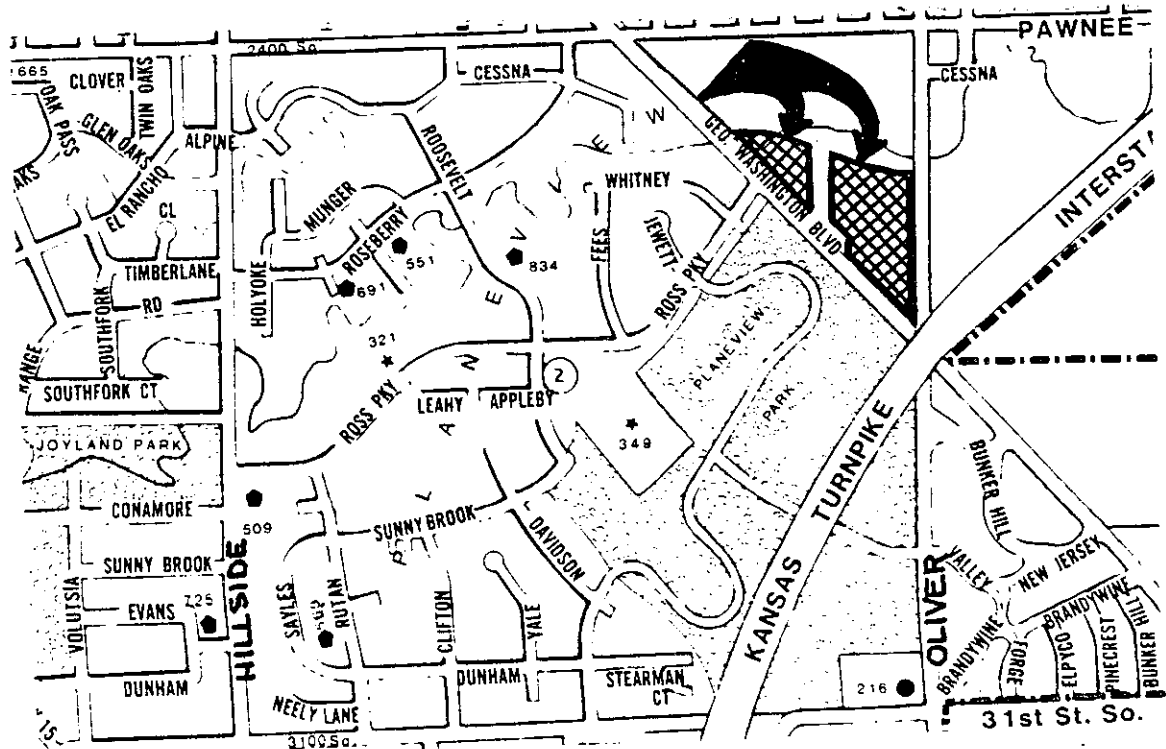 PAWNEE
2400 So.
665
CLOVER
TWIN OAKS
OAK PASS
GLEN OAKS
ALPINE
EL RANCHO
OAKS
CL
TIMBERLANE
RD
SOUTHFORK
RANGE
SOUTHFORK CT
JOYLAND PARK
CONAMORE
SUNNY BROOK
EVANS
725
VOLUTSIA
DUNHAM
HILLSIDE
509
HOLYOKE
MUNGER
ROSEBERRY
551
691
321
ROSS PKY
LEAHY
APPLEBY
2
CESSNA
ROOSEVELT
834
PLANEVIEW
WHITNEY
FEES
JEWETT
ROSS PKY
GEO WASHINGTON BLVD
CESSNA
INTERST
PLANEVIEW
PARK
349
SUNNY BROOK
DAVIDSON
SAYLES
RUTAN
CLIFTON
YALE
DUNHAM
NEELY LANE
3100 So.
STEARMAN
CT
KANSAS TURNPIKE
OLIVER
216
BUNKER HILL
VALLEY
FORGE
NEW JERSEY
BRANDYWINE
BRANDYWINE
ELPYCO
PINECREST
BUNKER HILL
31st St. So.
15